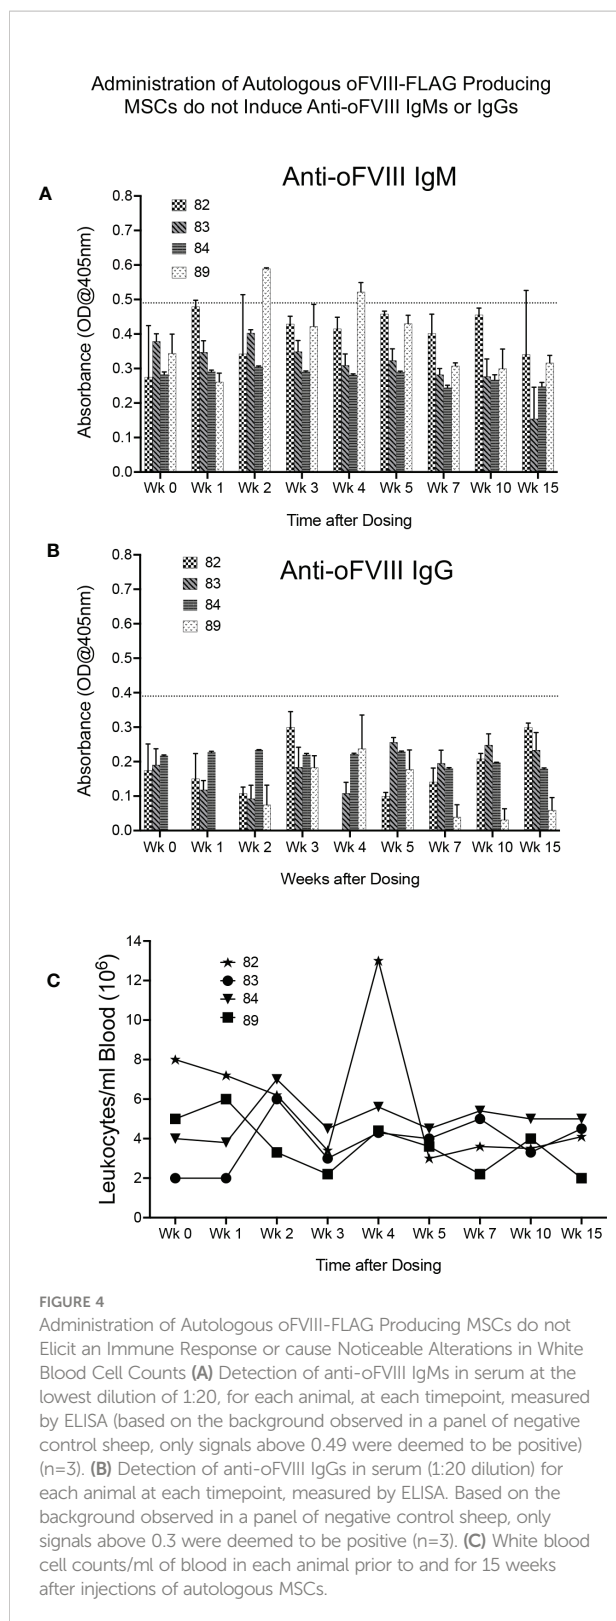 Administration of Autologous oFVIII-FLAG Producing
MSCs do not Induce Anti-oFVIII IgMs or IgGs
A
Anti-oFVIII IgM
Absorbance (OD@405nm)
0.8
0.7
0.6
0.5
0.4
0.3
0.2
0.1
0.0
82
83
84
89
Wk 0 Wk 1 Wk 2 Wk 3 Wk 4 Wk 5 Wk 7 Wk 10 Wk 15
Time after Dosing
B
Anti-oFVIII IgG
Absorbance (OD@405nm)
0.8
0.7
0.6
0.5
0.4
0.3
0.2
0.1
0.0
82
83
84
89
Wk 0 Wk 1 Wk 2 Wk 3 Wk 4 Wk 5 Wk 7 Wk 10 Wk 15
Weeks after Dosing
C
Leukocytes/ml Blood (10⁶)
14
12
10
8
6
4
2
0
82
83
84
89
Wk 0 Wk 1 Wk 2 Wk 3 Wk 4 Wk 5 Wk 7 Wk 10 Wk 15
Time after Dosing
FIGURE 4
Administration of Autologous oFVIII-FLAG Producing MSCs do not
Elicit an Immune Response or cause Noticeable Alterations in White
Blood Cell Counts (A) Detection of anti-oFVIII IgMs in serum at the
lowest dilution of 1:20, for each animal, at each timepoint, measured
by ELISA (based on the background observed in a panel of negative
control sheep, only signals above 0.49 were deemed to be positive)
(n=3). (B) Detection of anti-oFVIII IgGs in serum (1:20 dilution) for
each animal at each timepoint, measured by ELISA. Based on the
background observed in a panel of negative control sheep, only
signals above 0.3 were deemed to be positive (n=3). (C) White blood
cell counts/ml of blood in each animal prior to and for 15 weeks
after injections of autologous MSCs.